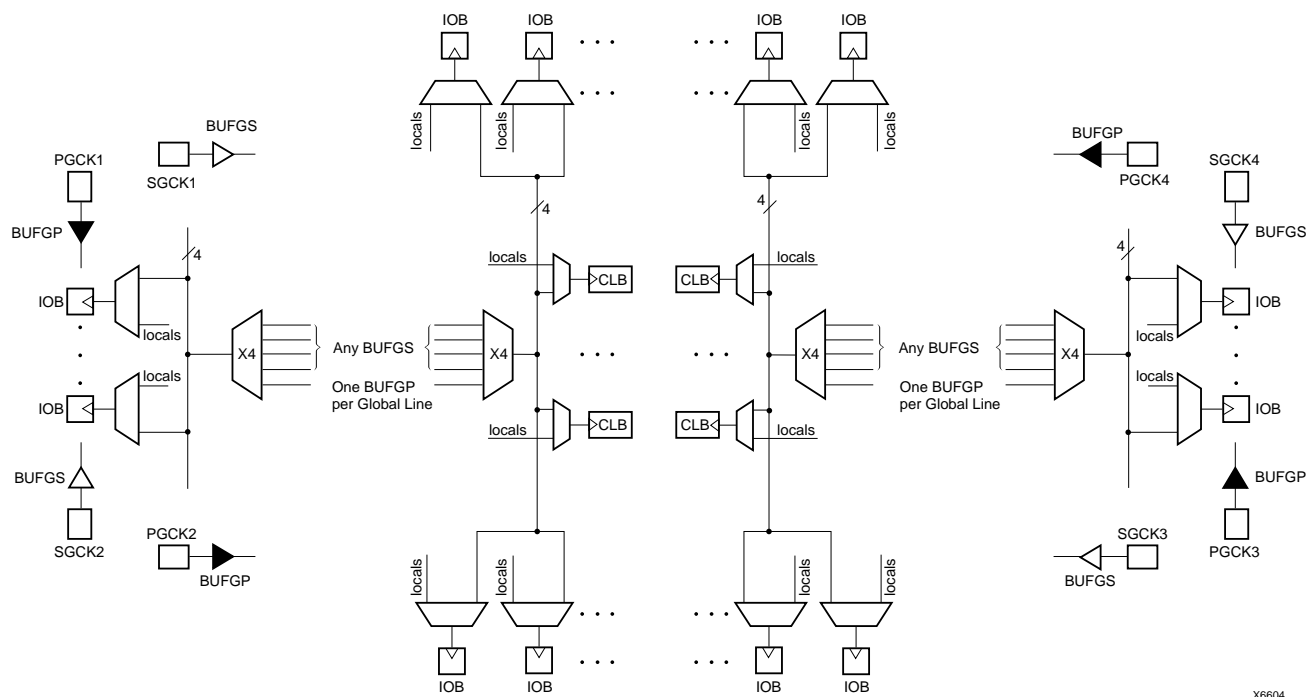 IOB IOB • • • • • • IOB IOB
• • • • • •
locals locals locals locals
BUFGS BUFGP
PGCK1 SGCK4
SGCK1 PGCK4
4 4
BUFGP BUFGS
4 4
locals CLB CLB locals
IOB IOB
locals locals
X4 Any BUFGS X4 • • • • • • X4 Any BUFGS X4
locals locals
One BUFGP per Global Line One BUFGP per Global Line
IOB IOB
CLB CLB
locals locals
BUFGS BUFGP
PGCK2 SGCK3
SGCK2 PGCK3
BUFGP BUFGS
locals locals locals locals
• • • • • •
IOB IOB • • • • • • IOB IOB
X6604